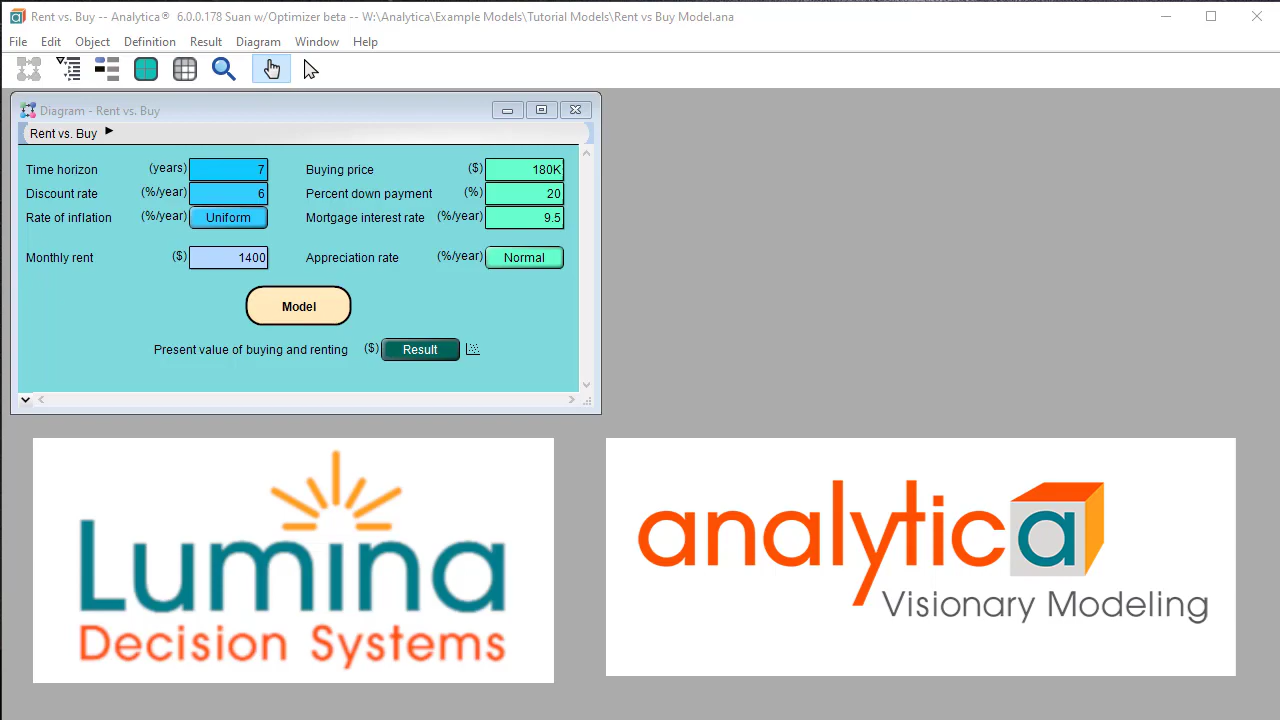 Rent vs. Buy -- Analytica® 6.0.0.178 Suan w/Optimizer beta -- W:\Analytica\Example Models\Tutorial Models\Rent vs Buy Model.ana
File Edit Object Definition Result Diagram Window Help
Diagram - Rent vs. Buy
Rent vs. Buy
Time horizon (years) 7 Buying price ($) 180K
Discount rate (%/year) 6 Percent down payment (%) 20
Rate of inflation (%/year) Uniform Mortgage interest rate (%/year) 9.5
Monthly rent ($) 1400 Appreciation rate (%/year) Normal
Model
Present value of buying and renting ($) Result
Lumina
Decision Systems
analytica
Visionary Modeling